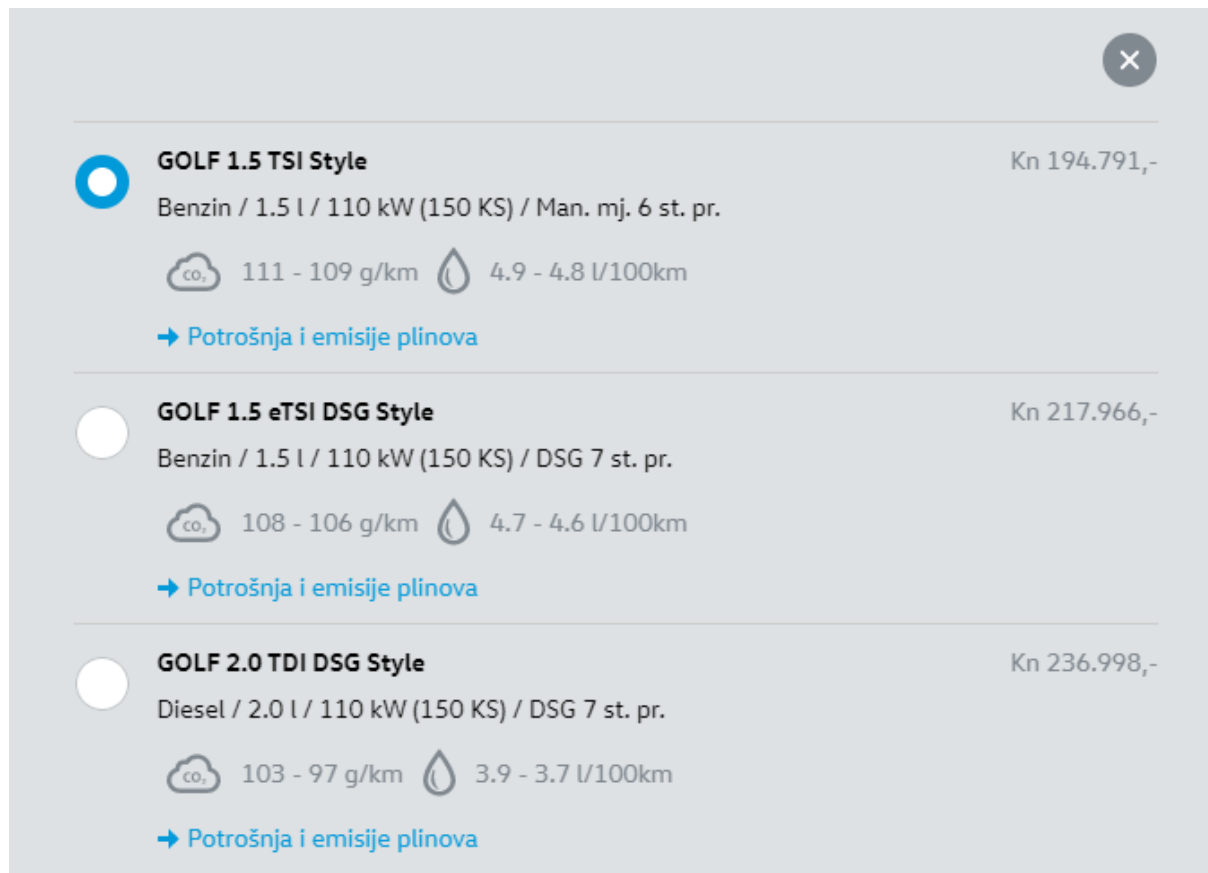 GOLF 1.5 TSI Style
Kn 194.791,-
Benzin / 1.5 l / 110 kW (150 KS) / Man. mj. 6 st. pr.
CO₂ 111 - 109 g/km 4.9 - 4.8 l/100km
Potrošnja i emisije plinova
GOLF 1.5 eTSI DSG Style
Kn 217.966,-
Benzin / 1.5 l / 110 kW (150 KS) / DSG 7 st. pr.
CO₂ 108 - 106 g/km 4.7 - 4.6 l/100km
Potrošnja i emisije plinova
GOLF 2.0 TDI DSG Style
Kn 236.998,-
Diesel / 2.0 l / 110 kW (150 KS) / DSG 7 st. pr.
CO₂ 103 - 97 g/km 3.9 - 3.7 l/100km
Potrošnja i emisije plinova